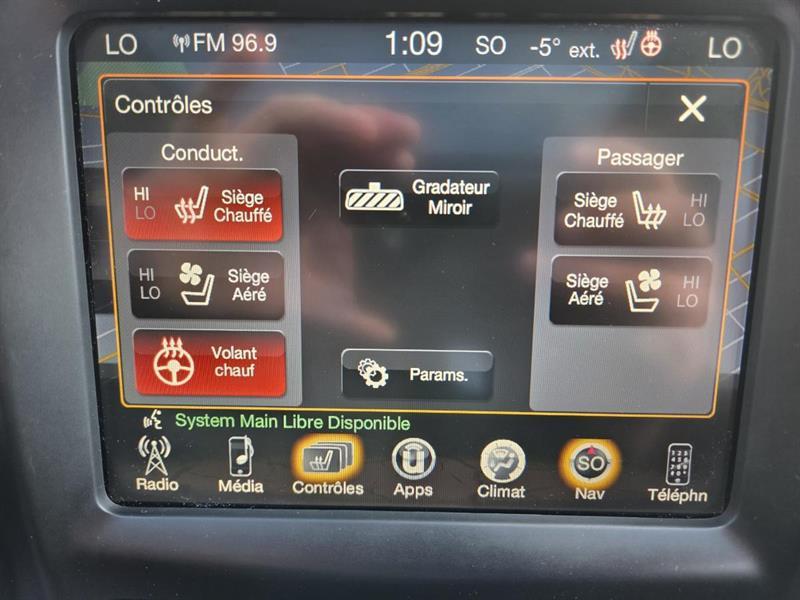 LO FM 96.9 1:09 SO -5° ext. LO
Contrôles X
Conduct.
HI
LO
Siège
Chauffé
HI
LO
Siège
Aéré
Volant
chauf
Gradateur
Miroir
Params.
Passager
Siège
Chauffé
HI
LO
Siège
Aéré
HI
LO
System Main Libre Disponible
Radio Média Contrôles Apps Climat SO Nav Téléphn